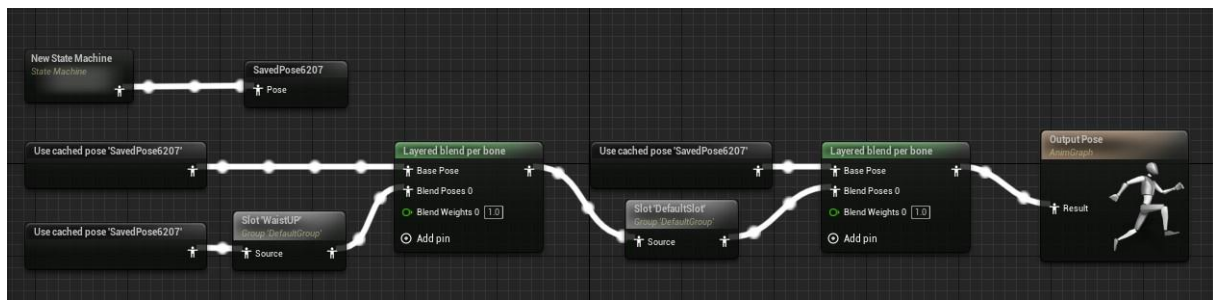 New State Machine
State Machine
SavedPose6207
Pose
Use cached pose 'SavedPose6207'
Layered blend per bone
Base Pose
Blend Poses 0
Blend Weights 0 1.0
Add pin
Use cached pose 'SavedPose6207'
Slot 'WaistUP'
Group 'DefaultGroup'
Source
Use cached pose 'SavedPose6207'
Slot 'DefaultSlot'
Group 'DefaultGroup'
Source
Layered blend per bone
Base Pose
Blend Poses 0
Blend Weights 0 1.0
Add pin
Output Pose
AnimGraph
Result